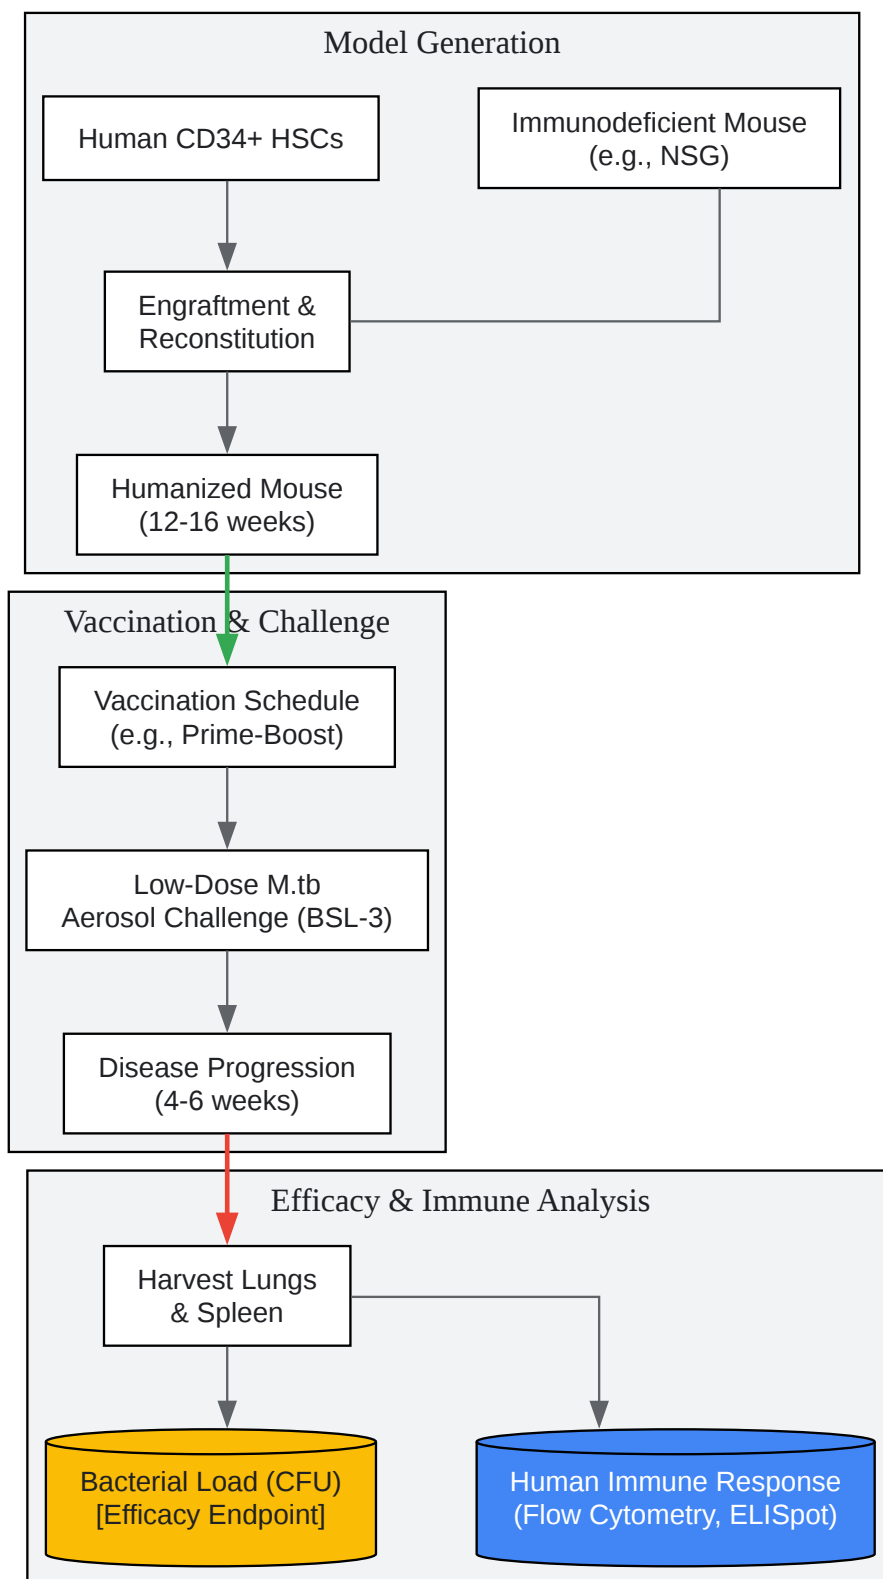 Model Generation
Human CD34+ HSCs
Immunodeficient Mouse
(e.g., NSG)
Engraftment &
Reconstitution
Humanized Mouse
(12-16 weeks)
Vaccination & Challenge
Vaccination Schedule
(e.g., Prime-Boost)
Low-Dose M.tb
Aerosol Challenge (BSL-3)
Disease Progression
(4-6 weeks)
Efficacy & Immune Analysis
Harvest Lungs
& Spleen
Bacterial Load (CFU)
[Efficacy Endpoint]
Human Immune Response
(Flow Cytometry, ELISpot)